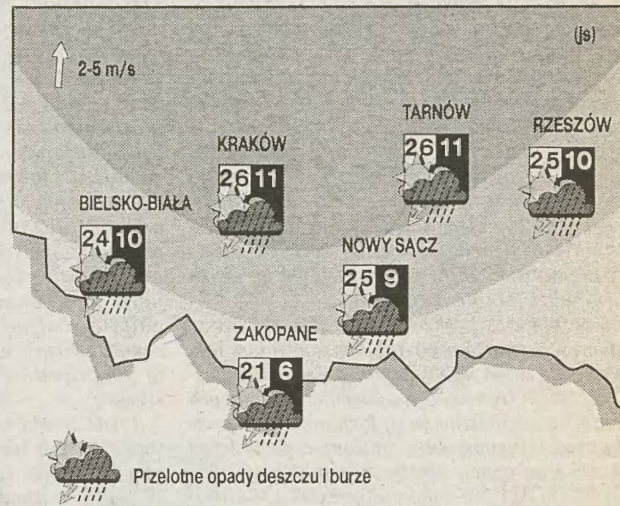 (js)
2-5 m/s
TARNÓW
26 11
RZESZÓW
25 10
KRAKÓW
26 11
BIELSKO-BIAŁA
24 10
NOWY SĄCZ
25 9
ZAKOPANE
21 6
Przelotne opady deszczu i burze